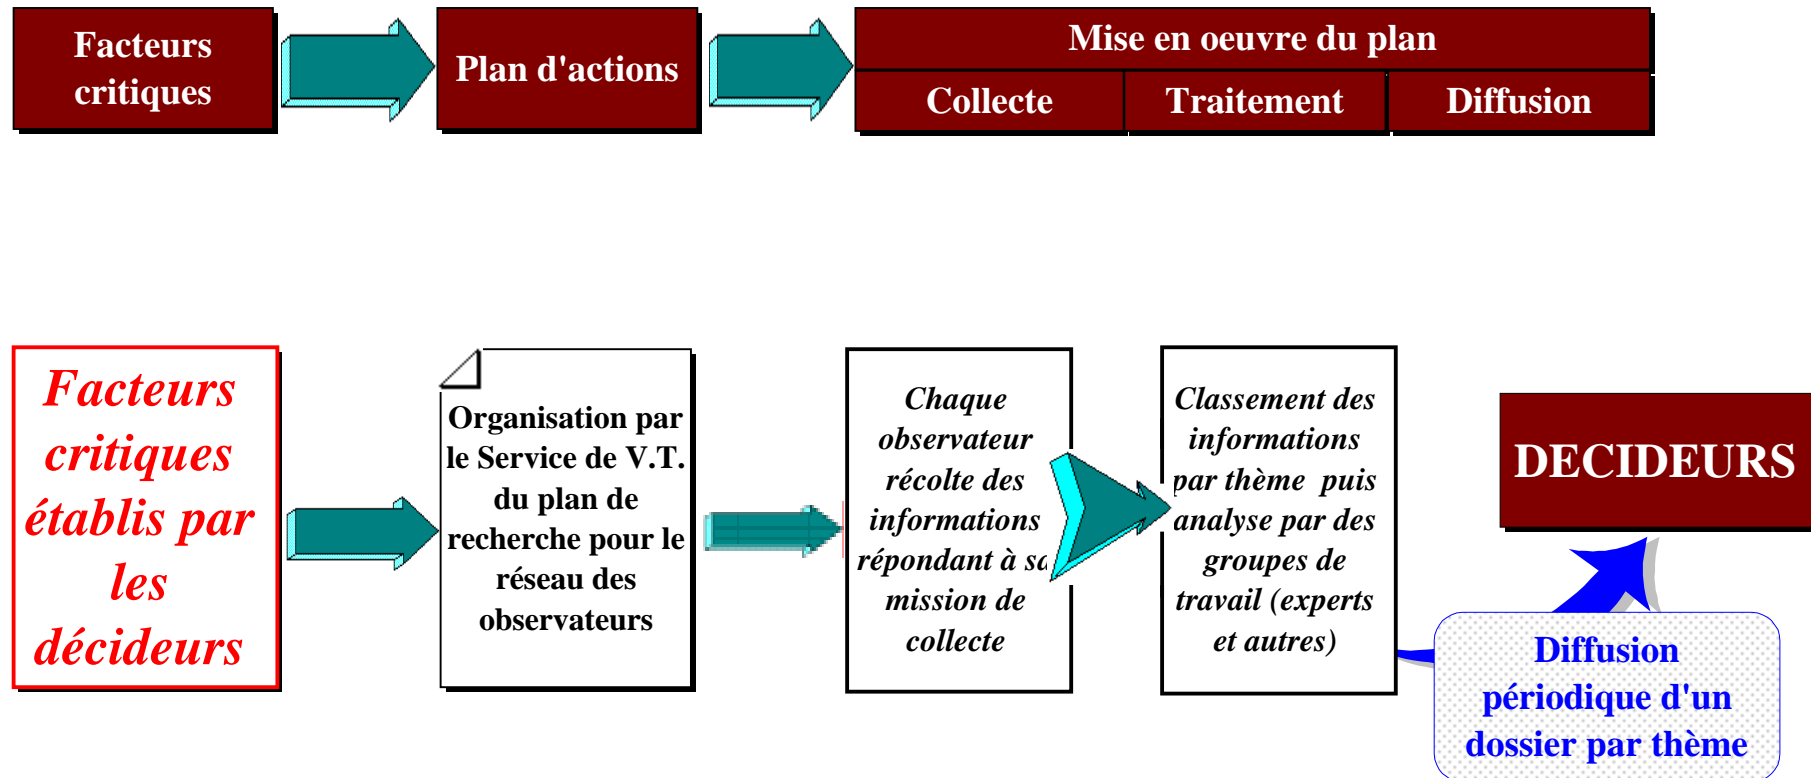 Facteurs
critiques
Plan d'actions
Mise en oeuvre du plan
Collecte
Traitement
Diffusion
Facteurs
critiques
établis par
les
décideurs
Organisation par
le Service de V.T.
du plan de
recherche pour le
réseau des
observateurs
Chaque
observateur
récolte des
informations
répondant à sa
mission de
collecte
Classement des
informations
par thème puis
analyse par des
groupes de
travail (experts
et autres)
DECIDEURS
Diffusion
périodique d'un
dossier par thème